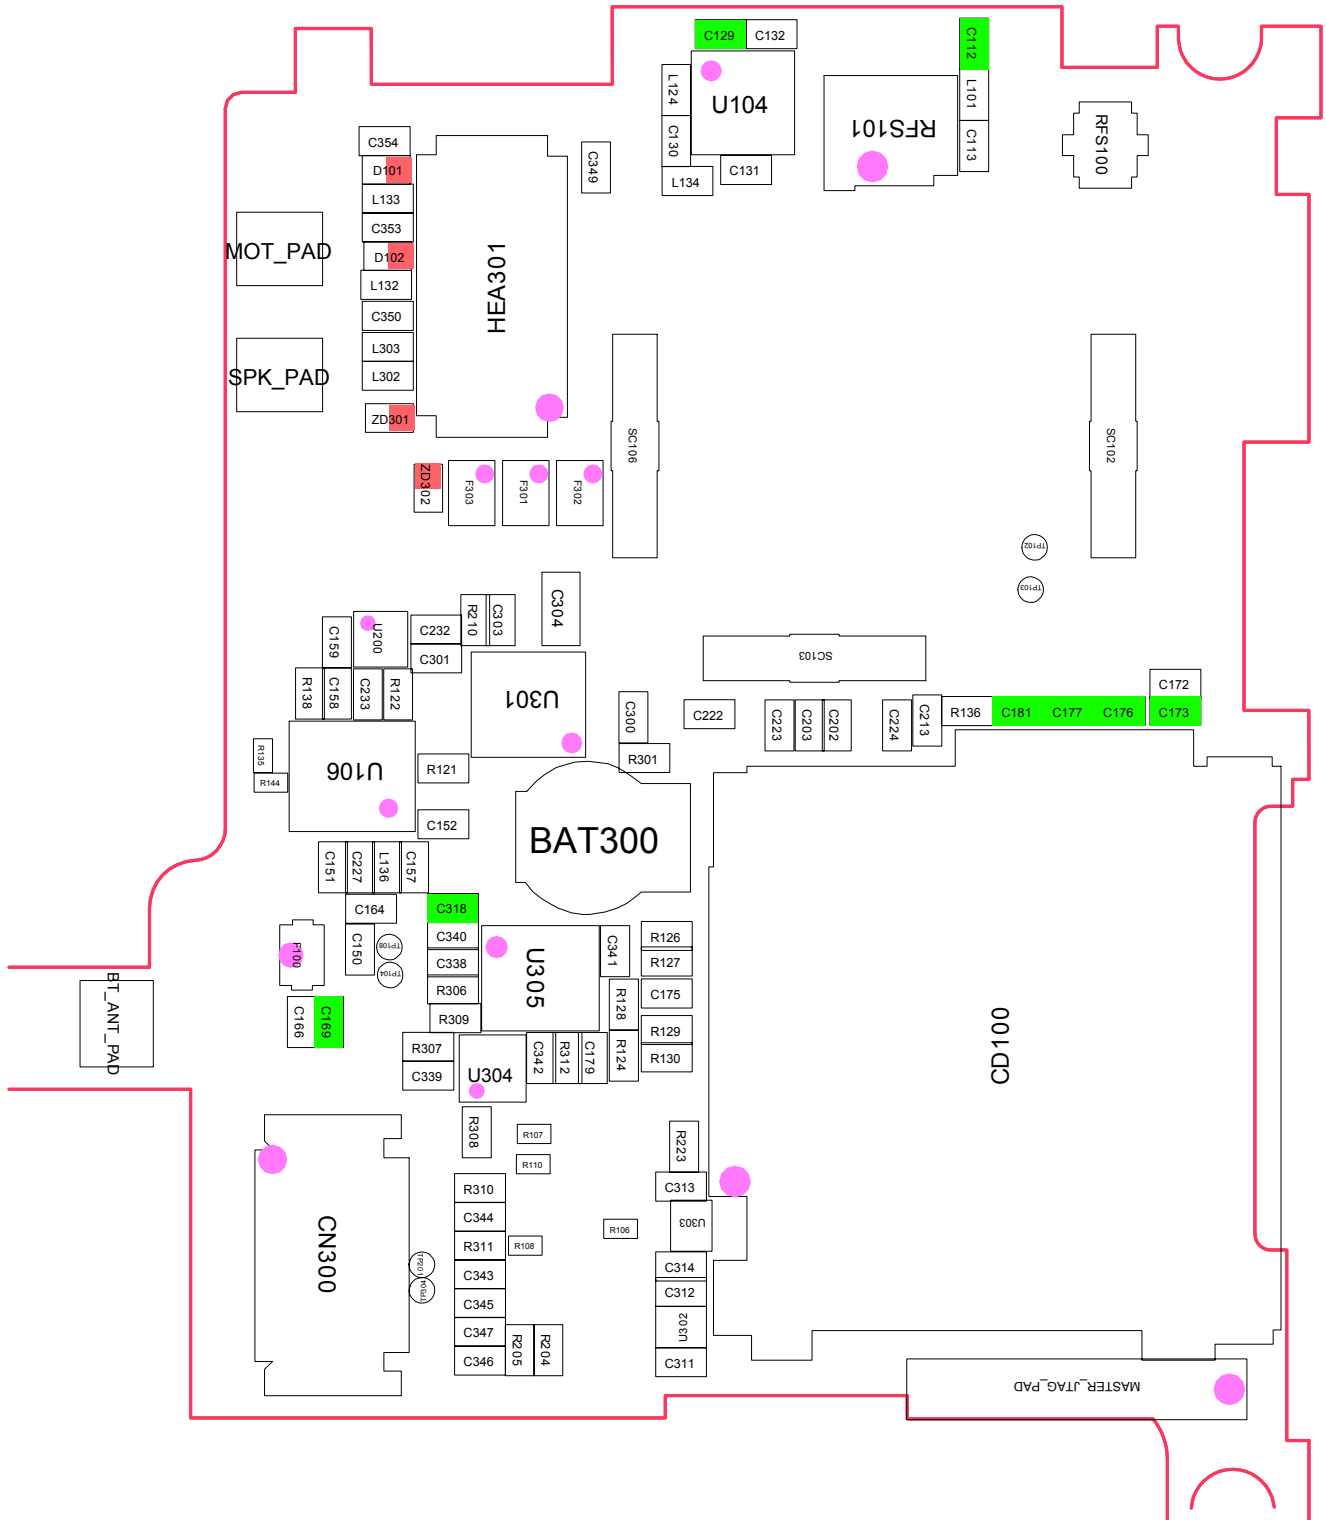 C129
C132
C112
L124
U104
RFS101
L101
RFS100
C130
C113
C131
L134
C354
D101
L133
C353
D102
L132
C350
L303
L302
ZD301
C349
HEA301
MOT_PAD
SPK_PAD
ZD302
F303
F301
F302
SC106
SC102
TP102
TP103
C304
R210
C303
C159
U200
C232
C301
R138
C158
C233
R122
U301
SC103
C172
C300
C222
C223
C203
C202
C224
C213
R136
C181
C177
C176
C173
R301
R135
R144
U106
R121
C152
BAT300
C151
C227
L136
C157
C164
C318
C150
TP108
TP104
F100
C340
C338
R306
R309
U305
C341
R126
R127
C175
R128
R129
R130
R124
BT_ANT_PAD
C166
C169
R307
C339
U304
C342
R312
C179
CD100
R308
R107
R110
R223
C313
U303
R310
C344
R311
R108
R106
C314
C343
C312
C345
U302
C347
C346
R205
R204
C311
CN300
TP201
TP304
MASTER_JTAG_PAD